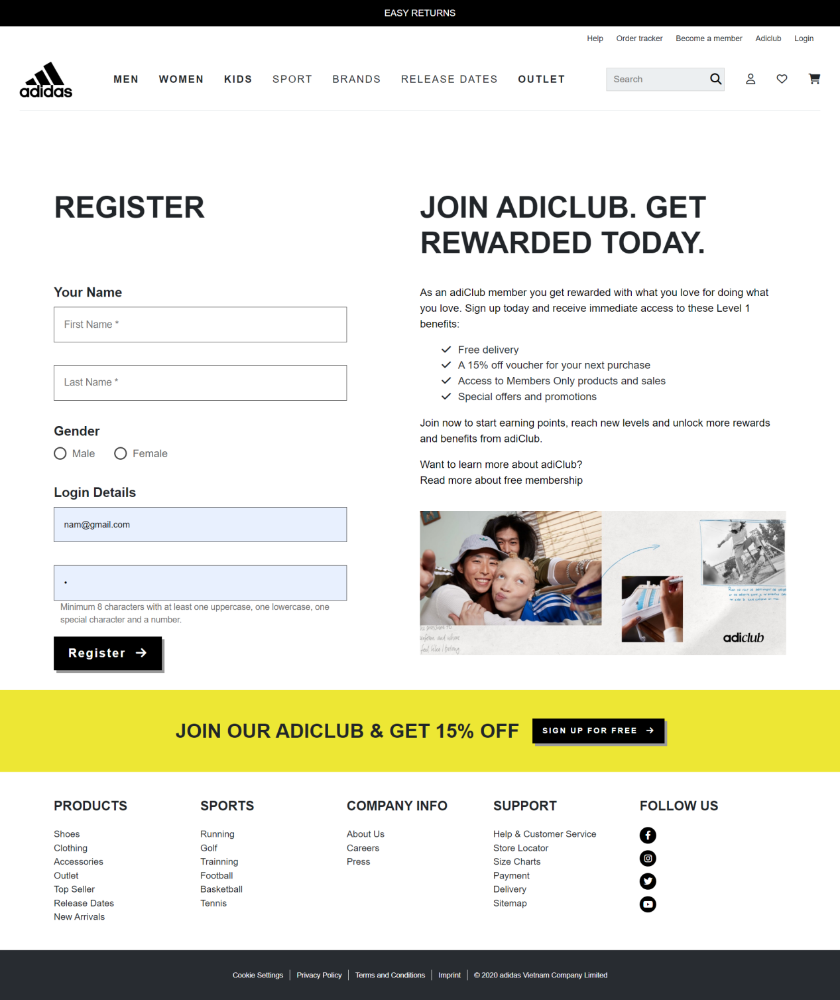 EASY RETURNS
Help Order tracker Become a member Adiclub Login
adidas
MEN WOMEN KIDS SPORT BRANDS RELEASE DATES OUTLET
Search
REGISTER
Your Name
First Name *
Last Name *
Gender
Male Female
Login Details
nam@gmail.com
Minimum 8 characters with at least one uppercase, one lowercase, one
special character and a number.
Register
JOIN ADICLUB. GET
REWARDED TODAY.
As an adiClub member you get rewarded with what you love for doing what
you love. Sign up today and receive immediate access to these Level 1
benefits:
Free delivery
A 15% off voucher for your next purchase
Access to Members Only products and sales
Special offers and promotions
Join now to start earning points, reach new levels and unlock more rewards
and benefits from adiClub.
Want to learn more about adiClub?
Read more about free membership
pressure to
and where
feel like I belong.
adiclub
JOIN OUR ADICLUB & GET 15% OFF
SIGN UP FOR FREE
PRODUCTS
Shoes
Clothing
Accessories
Outlet
Top Seller
Release Dates
New Arrivals
SPORTS
Running
Golf
Trainning
Football
Basketball
Tennis
COMPANY INFO
About Us
Careers
Press
SUPPORT
Help & Customer Service
Store Locator
Size Charts
Payment
Delivery
Sitemap
FOLLOW US
Cookie Settings Privacy Policy Terms and Conditions Imprint © 2020 adidas Vietnam Company Limited